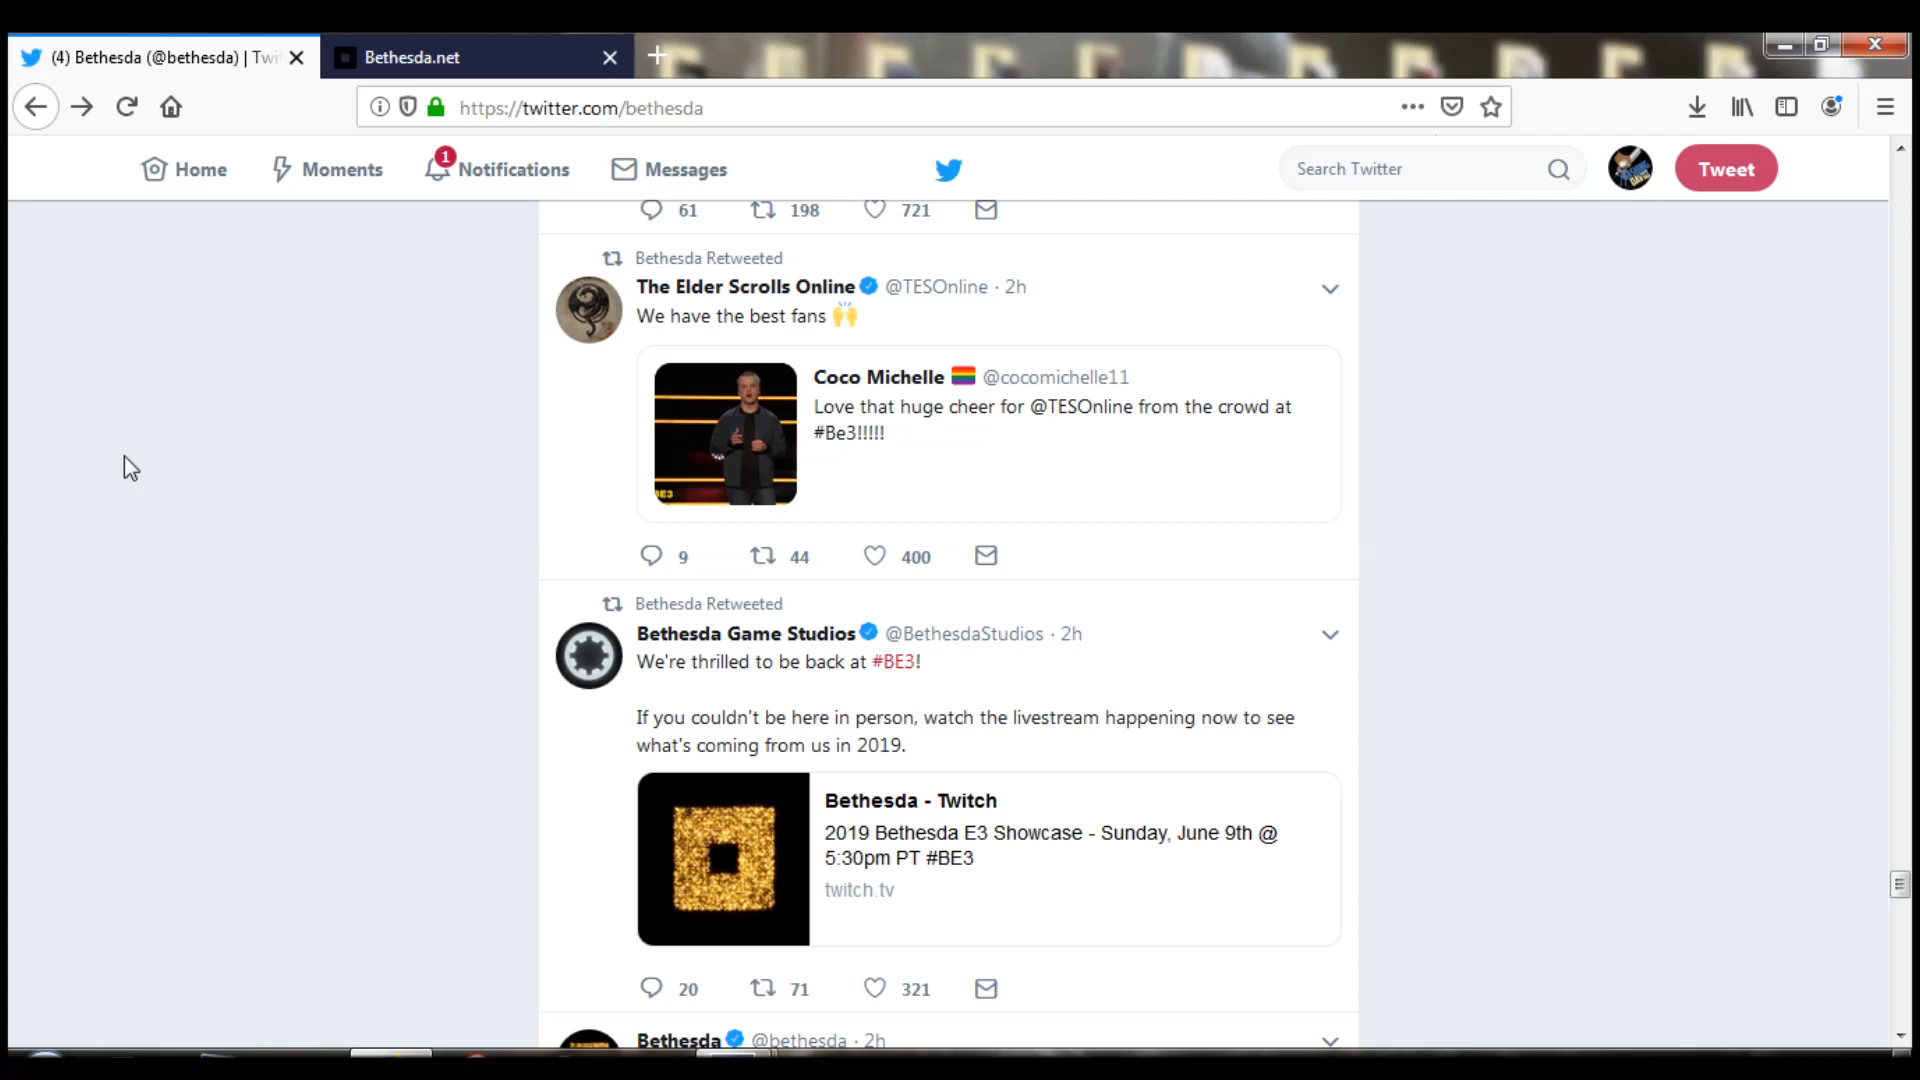 (4) Bethesda (@bethesda) | Twi
Bethesda.net
https://twitter.com/bethesda
Home
Moments
1
Notifications
Messages
Search Twitter
Tweet
61 198 721
Bethesda Retweeted
The Elder Scrolls Online @TESOnline · 2h
We have the best fans 🙌
Coco Michelle @cocomichelle11
Love that huge cheer for @TESOnline from the crowd at
#Be3!!!!!
BE3
9 44 400
Bethesda Retweeted
Bethesda Game Studios @BethesdaStudios · 2h
We're thrilled to be back at #BE3!
If you couldn't be here in person, watch the livestream happening now to see
what's coming from us in 2019.
Bethesda - Twitch
2019 Bethesda E3 Showcase - Sunday, June 9th @
5:30pm PT #BE3
twitch.tv
20 71 321
Bethesda @bethesda · 2h